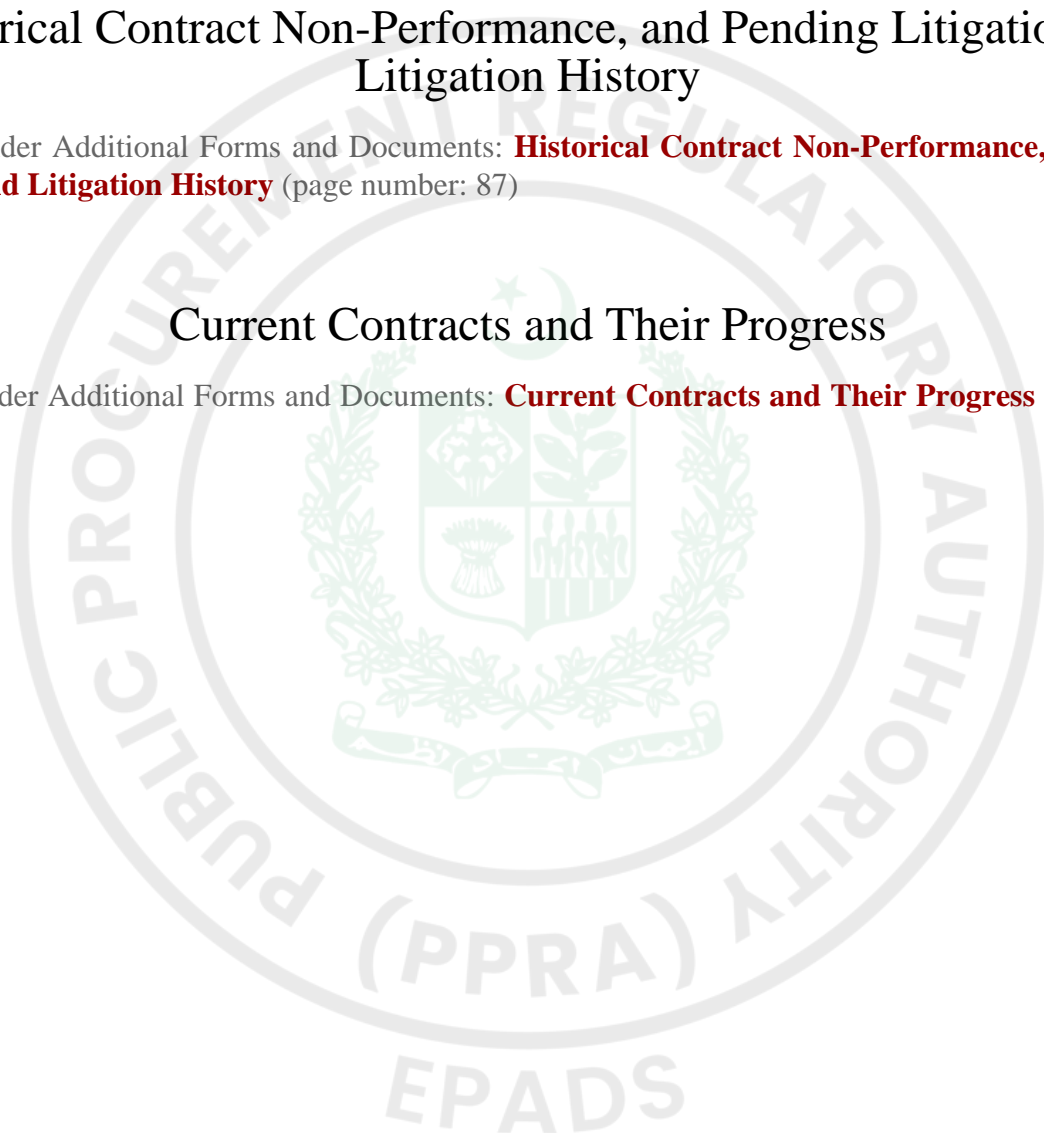 rical Contract Non-Performance, and Pending Litigatio
Litigation History
der Additional Forms and Documents: Historical Contract Non-Performance,
d Litigation History (page number: 87)
Current Contracts and Their Progress
der Additional Forms and Documents: Current Contracts and Their Progress
PUBLIC PROCUREMENT REGULATORY AUTHORITY
(PPRA)
EPADS